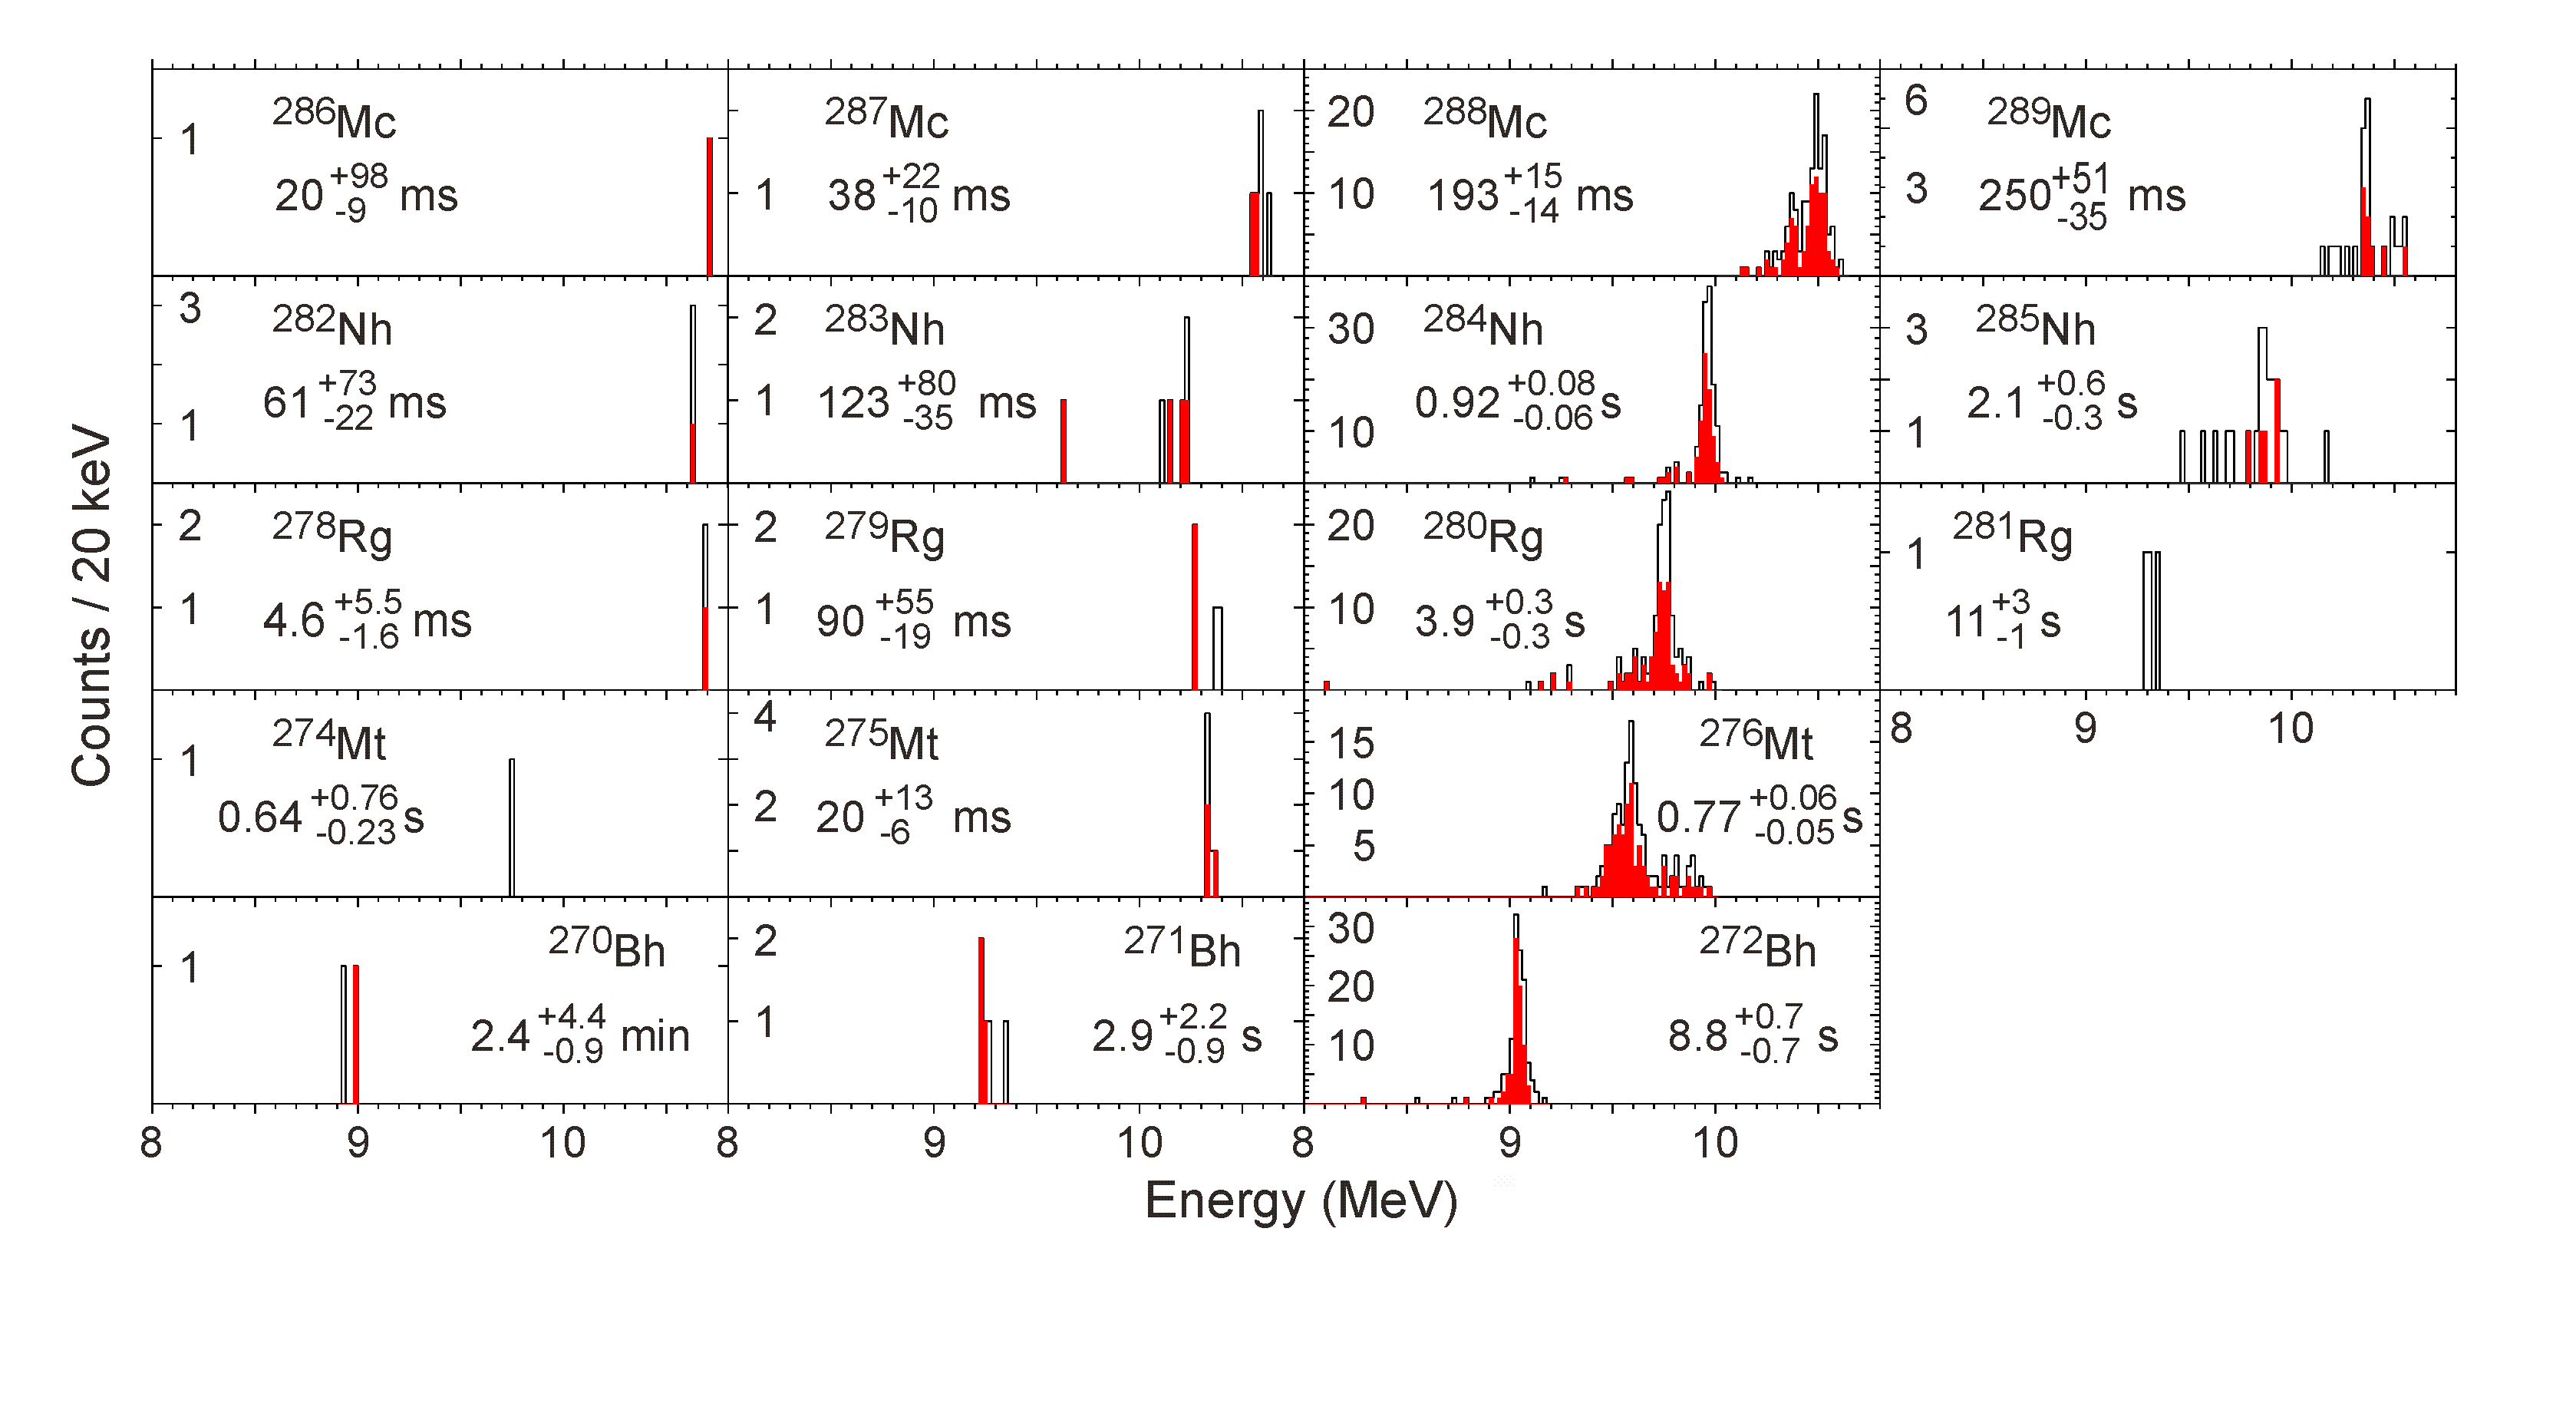 Counts / 20 keV
1
²⁸⁶Mc
20 +98 -9 ms
1
²⁸⁷Mc
38 +22 -10 ms
20
10
²⁸⁸Mc
193 +15 -14 ms
6
3
²⁸⁹Mc
250 +51 -35 ms
3
1
²⁸²Nh
61 +73 -22 ms
2
1
²⁸³Nh
123 +80 -35 ms
30
10
²⁸⁴Nh
0.92 +0.08 -0.06 s
3
1
²⁸⁵Nh
2.1 +0.6 -0.3 s
2
1
²⁷⁸Rg
4.6 +5.5 -1.6 ms
2
1
²⁷⁹Rg
90 +55 -19 ms
20
10
²⁸⁰Rg
3.9 +0.3 -0.3 s
1
²⁸¹Rg
11 +3 -1 s
8 9 10
1
²⁷⁴Mt
0.64 +0.76 -0.23 s
4
2
²⁷⁵Mt
20 +13 -6 ms
15
10
5
²⁷⁶Mt
0.77 +0.06 -0.05 s
1
²⁷⁰Bh
2.4 +4.4 -0.9 min
2
1
²⁷¹Bh
2.9 +2.2 -0.9 s
30
20
10
²⁷²Bh
8.8 +0.7 -0.7 s
8 9 10 8 9 10 8 9 10
Energy (MeV)